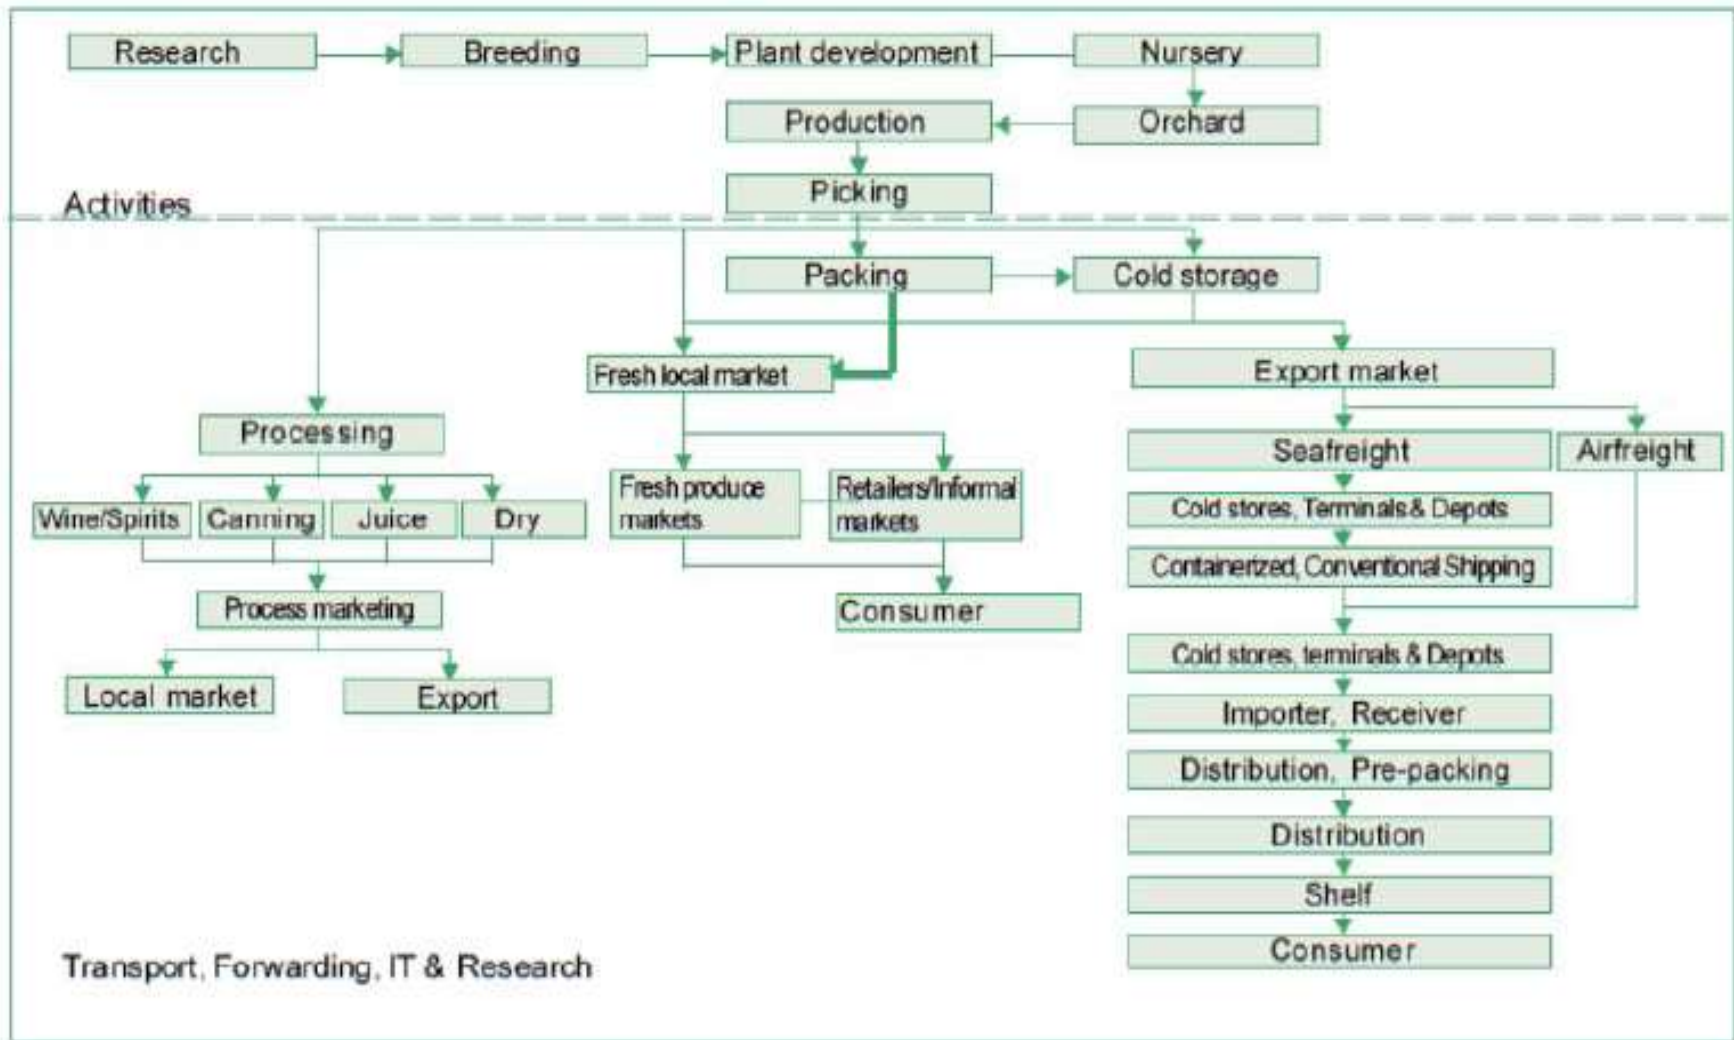 Research
Breeding
Plant development
Nursery
Production
Orchard
Picking
Activities
Packing
Cold storage
Fresh local market
Export market
Processing
Seafreight
Airfreight
Fresh produce
markets
Retailers/Informal
markets
Wine/Spirits
Canning
Juice
Dry
Cold stores, Terminals & Depots
Containerized, Conventional Shipping
Process marketing
Consumer
Cold stores, terminals & Depots
Local market
Export
Importer, Receiver
Distribution, Pre-packing
Distribution
Shelf
Consumer
Transport, Forwarding, IT & Research